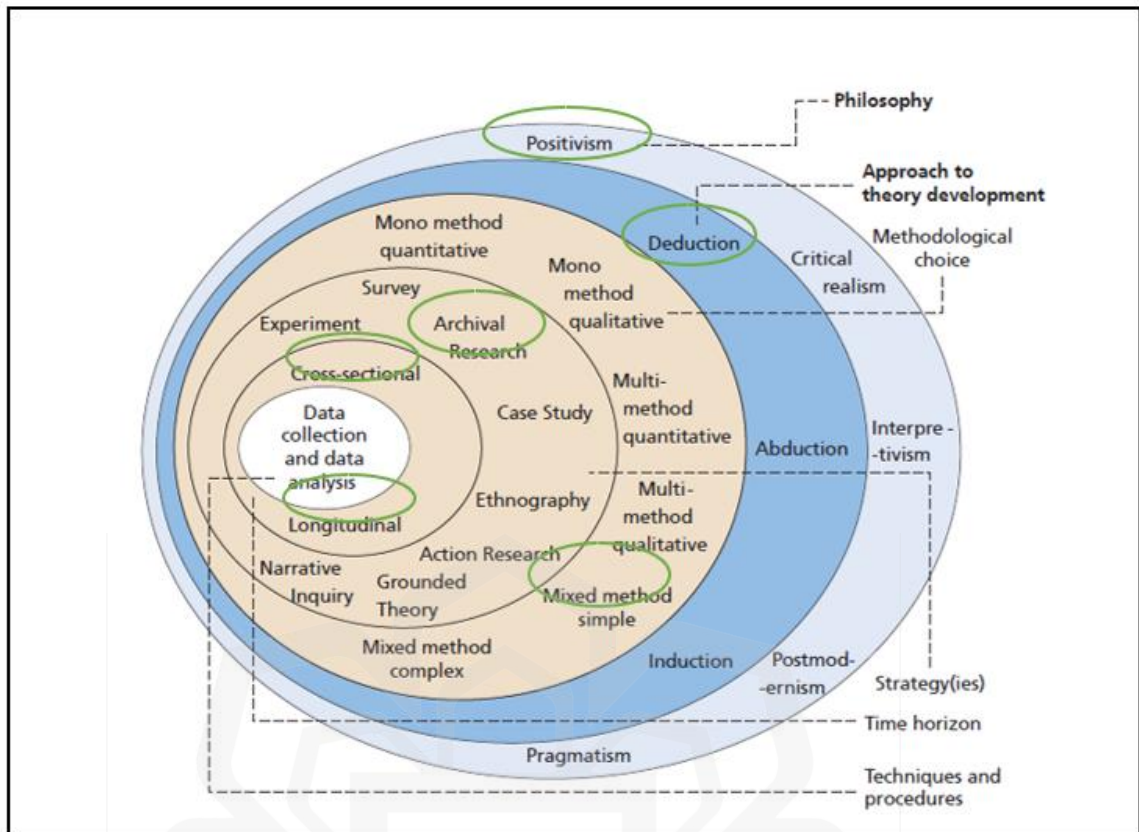 Philosophy
Positivism
Approach to
theory development
Deduction
Methodological
choice
Critical
realism
Mono method
quantitative
Mono
method
qualitative
Survey
Experiment
Archival
Research
Cross-sectional
Data
collection
and data
analysis
Case Study
Multi-
method
quantitative
Abduction
Interpre-
-tivism
Ethnography
Multi-
method
qualitative
Longitudinal
Action Research
Narrative
Inquiry
Grounded
Theory
Mixed method
simple
Mixed method
complex
Induction
Postmod-
-ernism
Strategy(ies)
Time horizon
Pragmatism
Techniques and
procedures